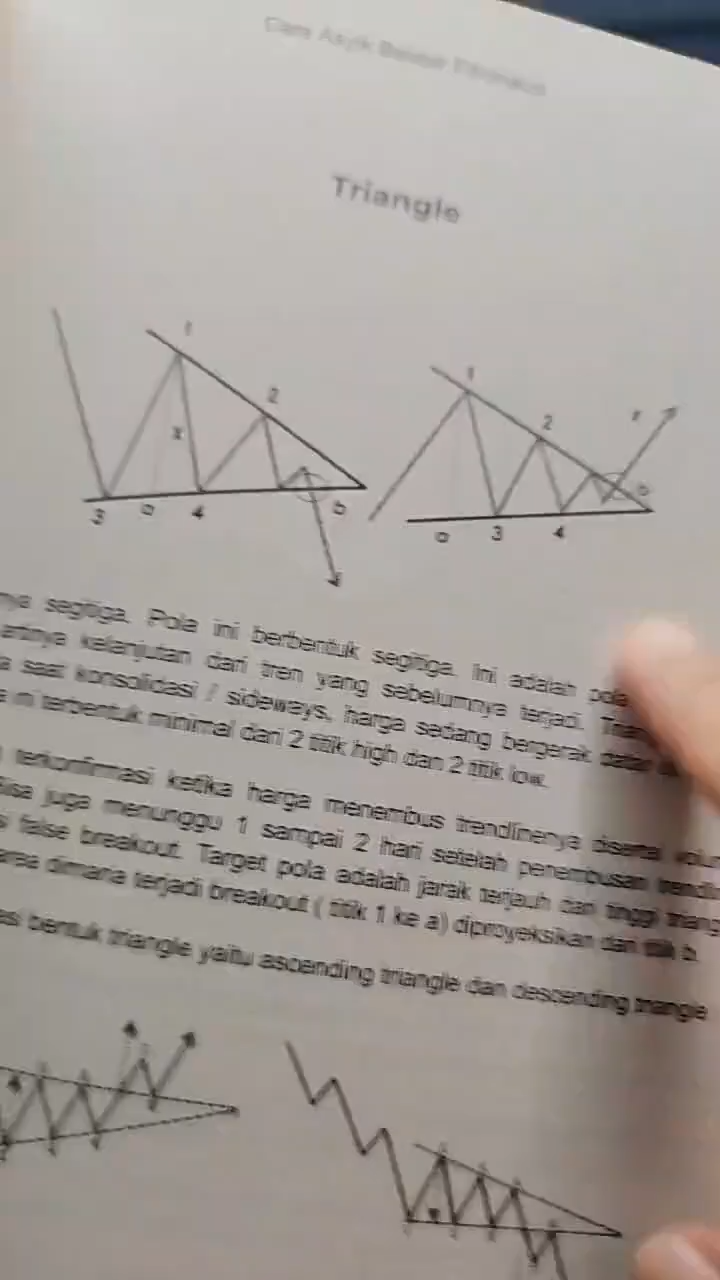 Cara Asyik Belajar
Triangle
1
2
x
3
a
4
b
1
2
x
b
a
3
4
nya segitiga. Pola ini berbentuk segitiga. Ini adalah pola
artinya kelanjutan dari tren yang sebelumnya terjadi.
a saat konsolidasi / sideways, harga sedang bergerak datar
ini terbentuk minimal dari 2 titik high dan 2 titik low.
terkonfirmasi ketika harga menembus trendlinenya disertai
bisa juga menunggu 1 sampai 2 hari setelah penembusan
false breakout. Target pola adalah jarak terjauh dari tinggi
area dimana terjadi breakout ( titik 1 ke a) diproyeksikan dari titik b.
asi bentuk triangle yaitu ascending triangle dan descending triangle